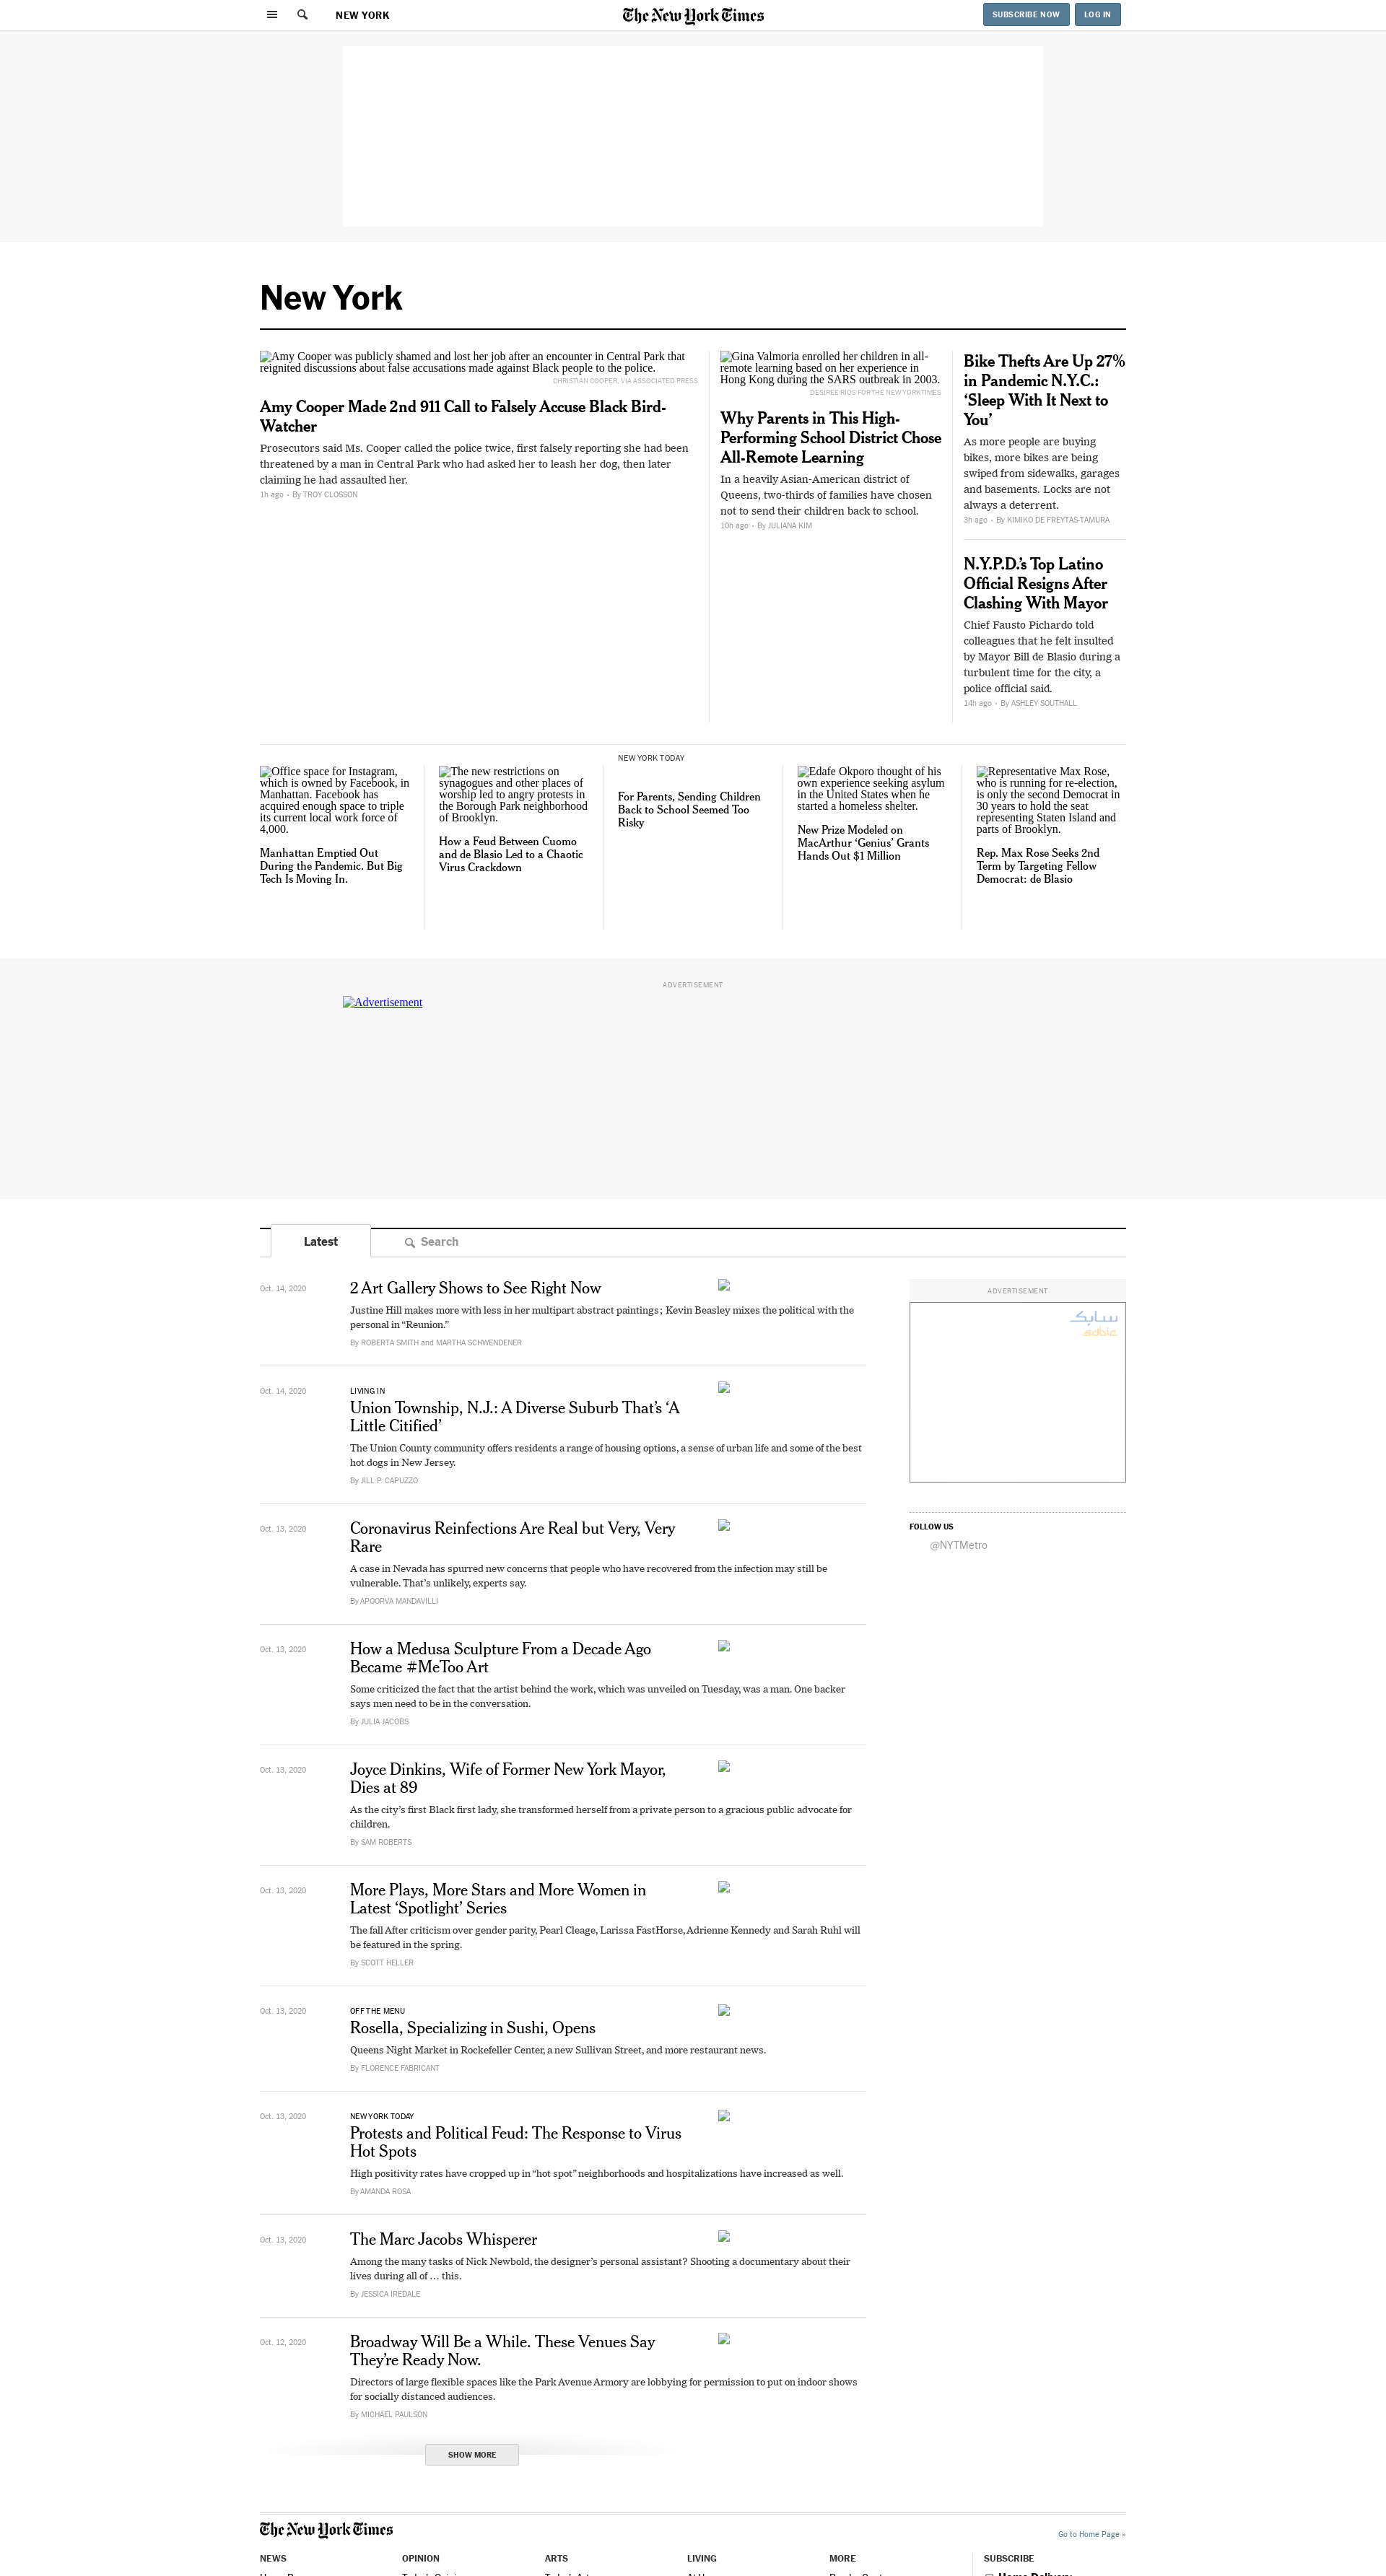 NEW YORK
The New York Times
SUBSCRIBE NOW
LOG IN
New York
Amy Cooper was publicly shamed and lost her job after an encounter in Central Park that
reignited discussions about false accusations made against Black people to the police.
CHRISTIAN COOPER, VIA ASSOCIATED PRESS
Amy Cooper Made 2nd 911 Call to Falsely Accuse Black Bird-
Watcher
Prosecutors said Ms. Cooper called the police twice, first falsely reporting she had been
threatened by a man in Central Park who had asked her to leash her dog, then later
claiming he had assaulted her.
1h ago • By TROY CLOSSON
Gina Valmoria enrolled her children in all-
remote learning based on her experience in
Hong Kong during the SARS outbreak in 2003.
DESIREE RIOS FOR THE NEW YORK TIMES
Why Parents in This High-
Performing School District Chose
All-Remote Learning
In a heavily Asian-American district of
Queens, two-thirds of families have chosen
not to send their children back to school.
10h ago • By JULIANA KIM
Bike Thefts Are Up 27%
in Pandemic N.Y.C.:
‘Sleep With It Next to
You’
As more people are buying
bikes, more bikes are being
swiped from sidewalks, garages
and basements. Locks are not
always a deterrent.
3h ago • By KIMIKO DE FREYTAS-TAMURA
N.Y.P.D.’s Top Latino
Official Resigns After
Clashing With Mayor
Chief Fausto Pichardo told
colleagues that he felt insulted
by Mayor Bill de Blasio during a
turbulent time for the city, a
police official said.
14h ago • By ASHLEY SOUTHALL
Office space for Instagram,
which is owned by Facebook, in
Manhattan. Facebook has
acquired enough space to triple
its current local work force of
4,000.
Manhattan Emptied Out
During the Pandemic. But Big
Tech Is Moving In.
The new restrictions on
synagogues and other places of
worship led to angry protests in
the Borough Park neighborhood
of Brooklyn.
How a Feud Between Cuomo
and de Blasio Led to a Chaotic
Virus Crackdown
NEW YORK TODAY
For Parents, Sending Children
Back to School Seemed Too
Risky
Edafe Okporo thought of his
own experience seeking asylum
in the United States when he
started a homeless shelter.
New Prize Modeled on
MacArthur ‘Genius’ Grants
Hands Out $1 Million
Representative Max Rose,
who is running for re-election,
is only the second Democrat in
30 years to hold the seat
representing Staten Island and
parts of Brooklyn.
Rep. Max Rose Seeks 2nd
Term by Targeting Fellow
Democrat: de Blasio
ADVERTISEMENT
Advertisement
Latest
Search
Oct. 14, 2020
2 Art Gallery Shows to See Right Now
Justine Hill makes more with less in her multipart abstract paintings; Kevin Beasley mixes the political with the
personal in “Reunion.”
By ROBERTA SMITH and MARTHA SCHWENDENER
Oct. 14, 2020
LIVING IN
Union Township, N.J.: A Diverse Suburb That’s ‘A
Little Citified’
The Union County community offers residents a range of housing options, a sense of urban life and some of the best
hot dogs in New Jersey.
By JILL P. CAPUZZO
Oct. 13, 2020
Coronavirus Reinfections Are Real but Very, Very
Rare
A case in Nevada has spurred new concerns that people who have recovered from the infection may still be
vulnerable. That’s unlikely, experts say.
By APOORVA MANDAVILLI
Oct. 13, 2020
How a Medusa Sculpture From a Decade Ago
Became #MeToo Art
Some criticized the fact that the artist behind the work, which was unveiled on Tuesday, was a man. One backer
says men need to be in the conversation.
By JULIA JACOBS
Oct. 13, 2020
Joyce Dinkins, Wife of Former New York Mayor,
Dies at 89
As the city’s first Black first lady, she transformed herself from a private person to a gracious public advocate for
children.
By SAM ROBERTS
Oct. 13, 2020
More Plays, More Stars and More Women in
Latest ‘Spotlight’ Series
The fall After criticism over gender parity, Pearl Cleage, Larissa FastHorse, Adrienne Kennedy and Sarah Ruhl will
be featured in the spring.
By SCOTT HELLER
Oct. 13, 2020
OFF THE MENU
Rosella, Specializing in Sushi, Opens
Queens Night Market in Rockefeller Center, a new Sullivan Street, and more restaurant news.
By FLORENCE FABRICANT
Oct. 13, 2020
NEW YORK TODAY
Protests and Political Feud: The Response to Virus
Hot Spots
High positivity rates have cropped up in “hot spot” neighborhoods and hospitalizations have increased as well.
By AMANDA ROSA
Oct. 13, 2020
The Marc Jacobs Whisperer
Among the many tasks of Nick Newbold, the designer’s personal assistant? Shooting a documentary about their
lives during all of … this.
By JESSICA IREDALE
Oct. 12, 2020
Broadway Will Be a While. These Venues Say
They’re Ready Now.
Directors of large flexible spaces like the Park Avenue Armory are lobbying for permission to put on indoor shows
for socially distanced audiences.
By MICHAEL PAULSON
SHOW MORE
ADVERTISEMENT
سابك
sabic
FOLLOW US
@NYTMetro
The New York Times
Go to Home Page »
NEWS
OPINION
ARTS
LIVING
MORE
SUBSCRIBE